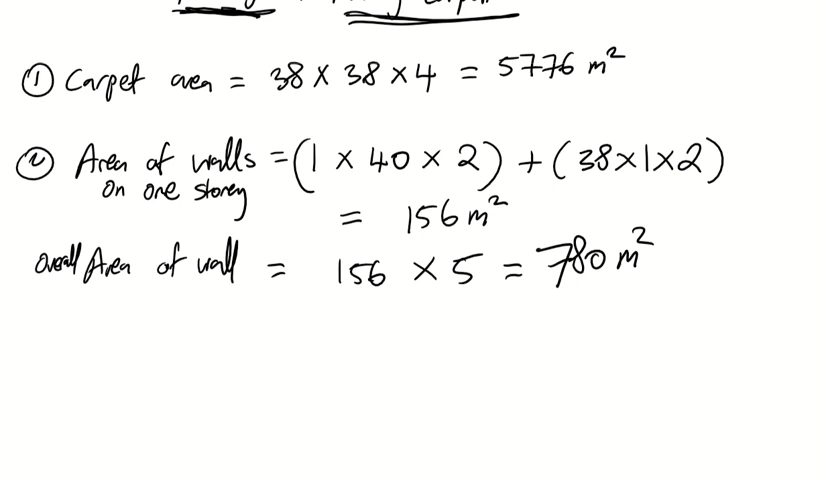 ① Carpet area = 38 × 38 × 4 = 5776 m²
② Area of walls = (1 × 40 × 2) + (38×1×2)
on one storey
= 156 m²
Overall Area of wall = 156 × 5 = 780 m²